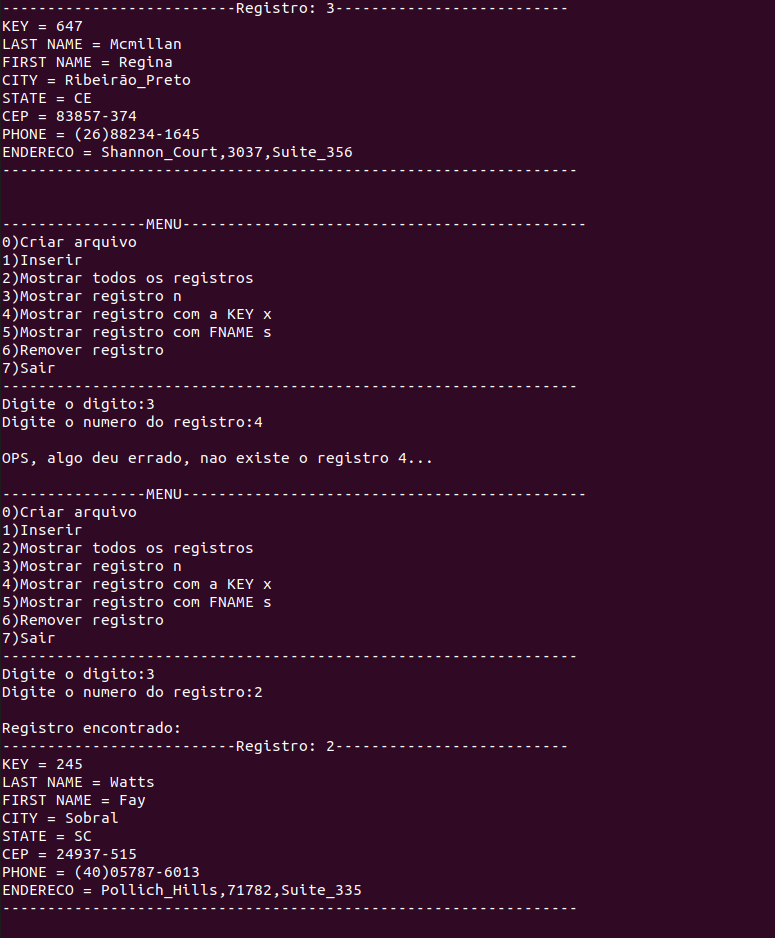 --------------------------Registro: 3--------------------------
KEY = 647
LAST NAME = Mcmillan
FIRST NAME = Regina
CITY = Ribeirão_Preto
STATE = CE
CEP = 83857-374
PHONE = (26)88234-1645
ENDERECO = Shannon_Court,3037,Suite_356
----------------------------------------------------------------
----------------MENU---------------------------------------------
0)Criar arquivo
1)Inserir
2)Mostrar todos os registros
3)Mostrar registro n
4)Mostrar registro com a KEY x
5)Mostrar registro com FNAME s
6)Remover registro
7)Sair
----------------------------------------------------------------
Digite o digito:3
Digite o numero do registro:4
OPS, algo deu errado, nao existe o registro 4...
----------------MENU---------------------------------------------
0)Criar arquivo
1)Inserir
2)Mostrar todos os registros
3)Mostrar registro n
4)Mostrar registro com a KEY x
5)Mostrar registro com FNAME s
6)Remover registro
7)Sair
----------------------------------------------------------------
Digite o digito:3
Digite o numero do registro:2
Registro encontrado:
--------------------------Registro: 2--------------------------
KEY = 245
LAST NAME = Watts
FIRST NAME = Fay
CITY = Sobral
STATE = SC
CEP = 24937-515
PHONE = (40)05787-6013
ENDERECO = Pollich_Hills,71782,Suite_335
----------------------------------------------------------------